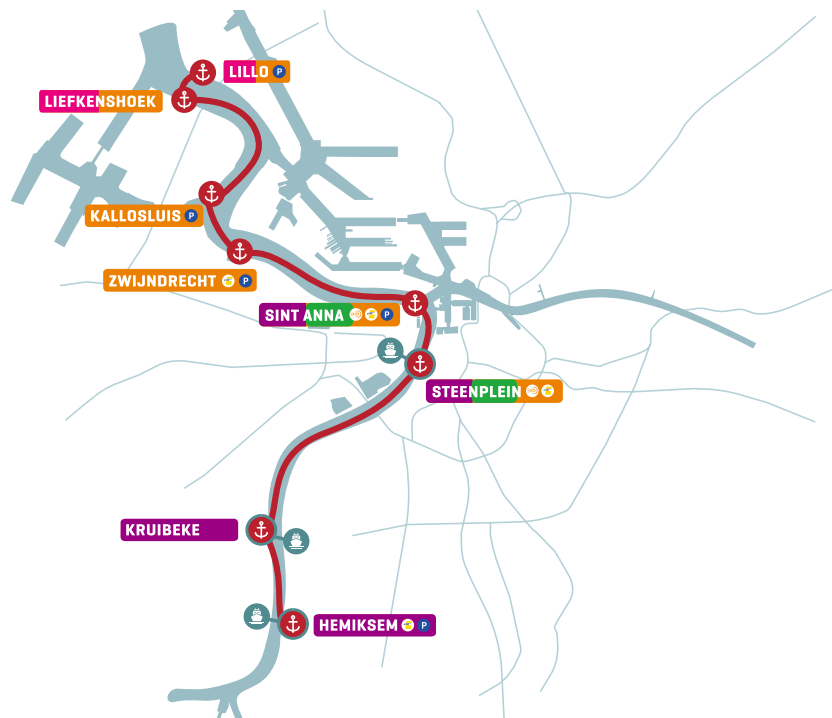 LILLO P
LIEFKENSHOEK
KALLOSLUIS P
ZWIJNDRECHT P
SINT ANNA P
STEENPLEIN
KRUIBEKE
HEMIKSEM P